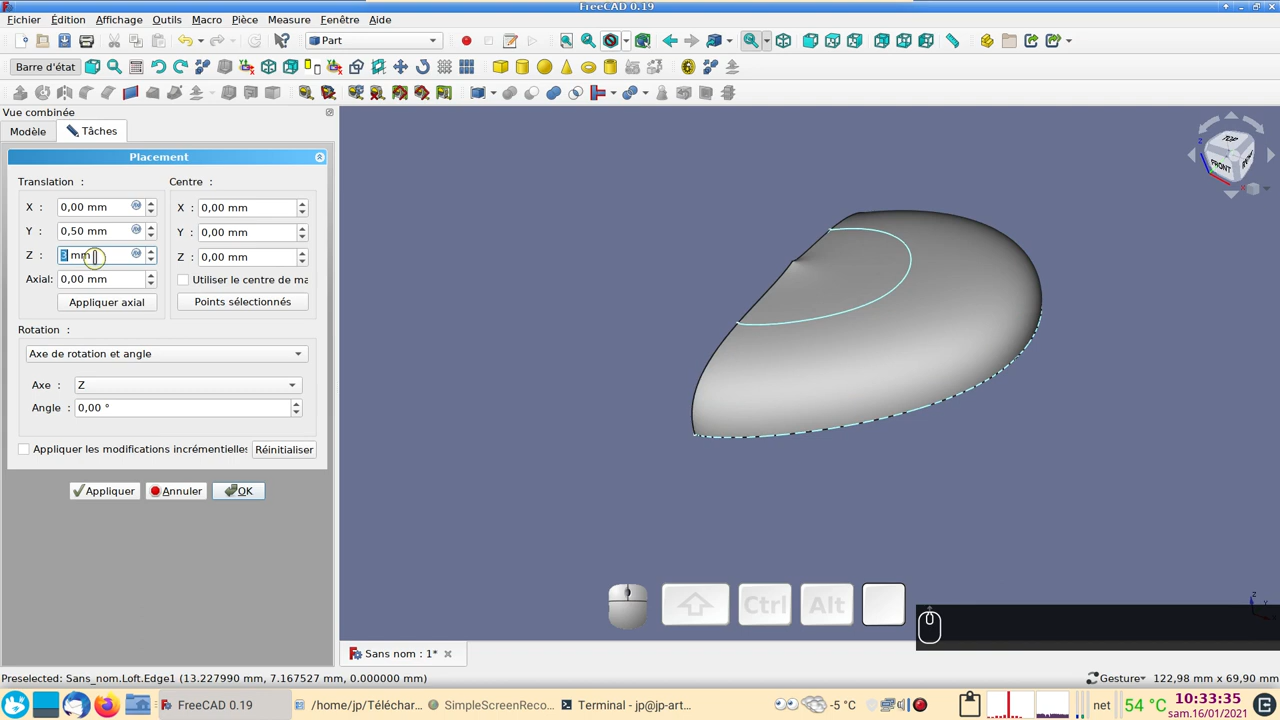 FreeCAD 0.19
Fichier Édition Affichage Outils Macro Pièce Measure Fenêtre Aide
Part
Barre d'état
Vue combinée
Modèle Tâches
Placement
Translation : Centre :
X : 0,00 mm X : 0,00 mm
Y : 0,50 mm Y : 0,00 mm
Z : 3 mm Z : 0,00 mm
Axial: 0,00 mm Utiliser le centre de ma
Appliquer axial Points sélectionnés
Rotation :
Axe de rotation et angle
Axe : Z
Angle : 0,00 °
Appliquer les modifications incrémentielles Réinitialiser
Appliquer Annuler OK
TOP
FRONT
Ctrl Alt
Sans nom : 1*
Preselected: Sans_nom.Loft.Edge1 (13.227990 mm, 7.167527 mm, 0.000000 mm) Gesture 122,98 mm x 69,90 mm
FreeCAD 0.19 /home/jp/Téléchar... SimpleScreenReco... Terminal - jp@jp-art... -5 °C net 54 °C 10:33:35
sam.16/01/2021